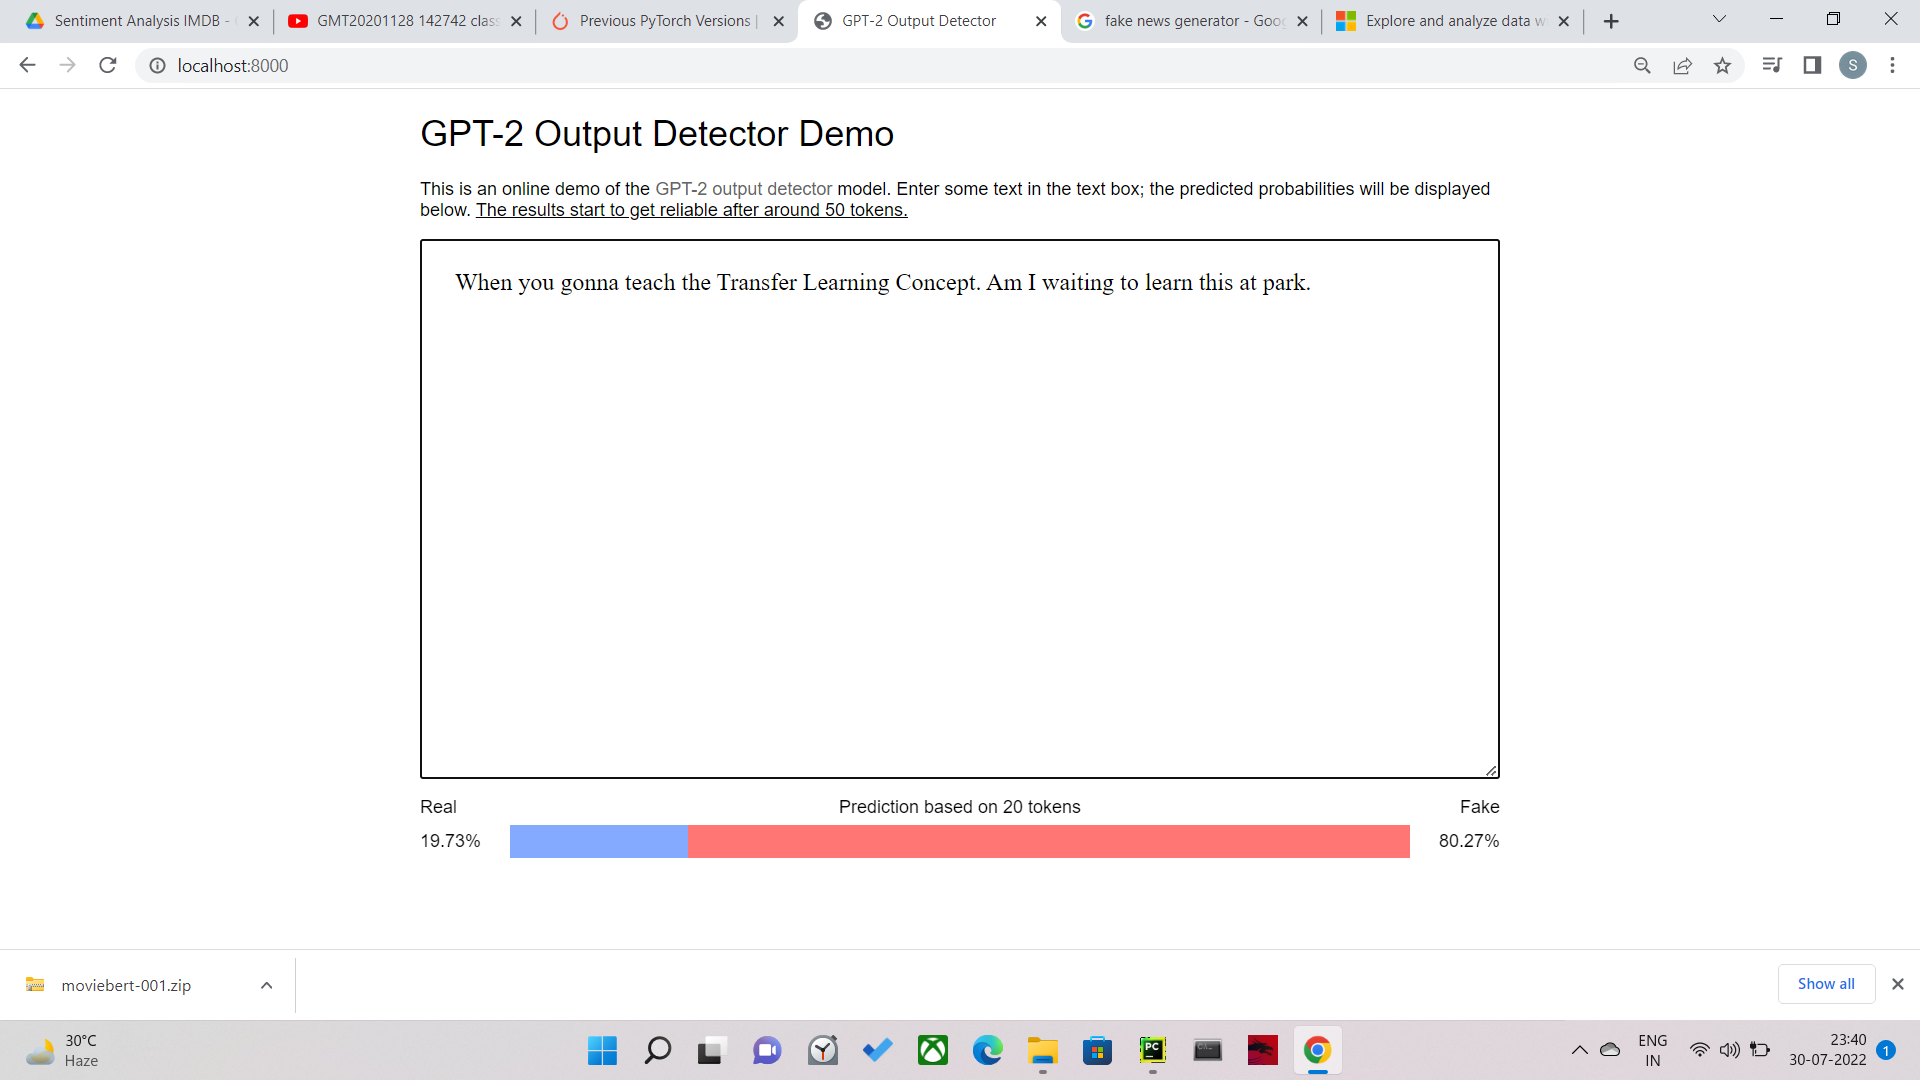 Sentiment Analysis IMDB -
GMT20201128 142742 clas
Previous PyTorch Versions |
GPT-2 Output Detector
fake news generator - Goo
Explore and analyze data w
localhost:8000
S
GPT-2 Output Detector Demo
This is an online demo of the GPT-2 output detector model. Enter some text in the text box; the predicted probabilities will be displayed
below. The results start to get reliable after around 50 tokens.
When you gonna teach the Transfer Learning Concept. Am I waiting to learn this at park.
Real
Prediction based on 20 tokens
Fake
19.73%
80.27%
moviebert-001.zip
Show all
30°C
Haze
PC
ENG
IN
23:40
30-07-2022
1